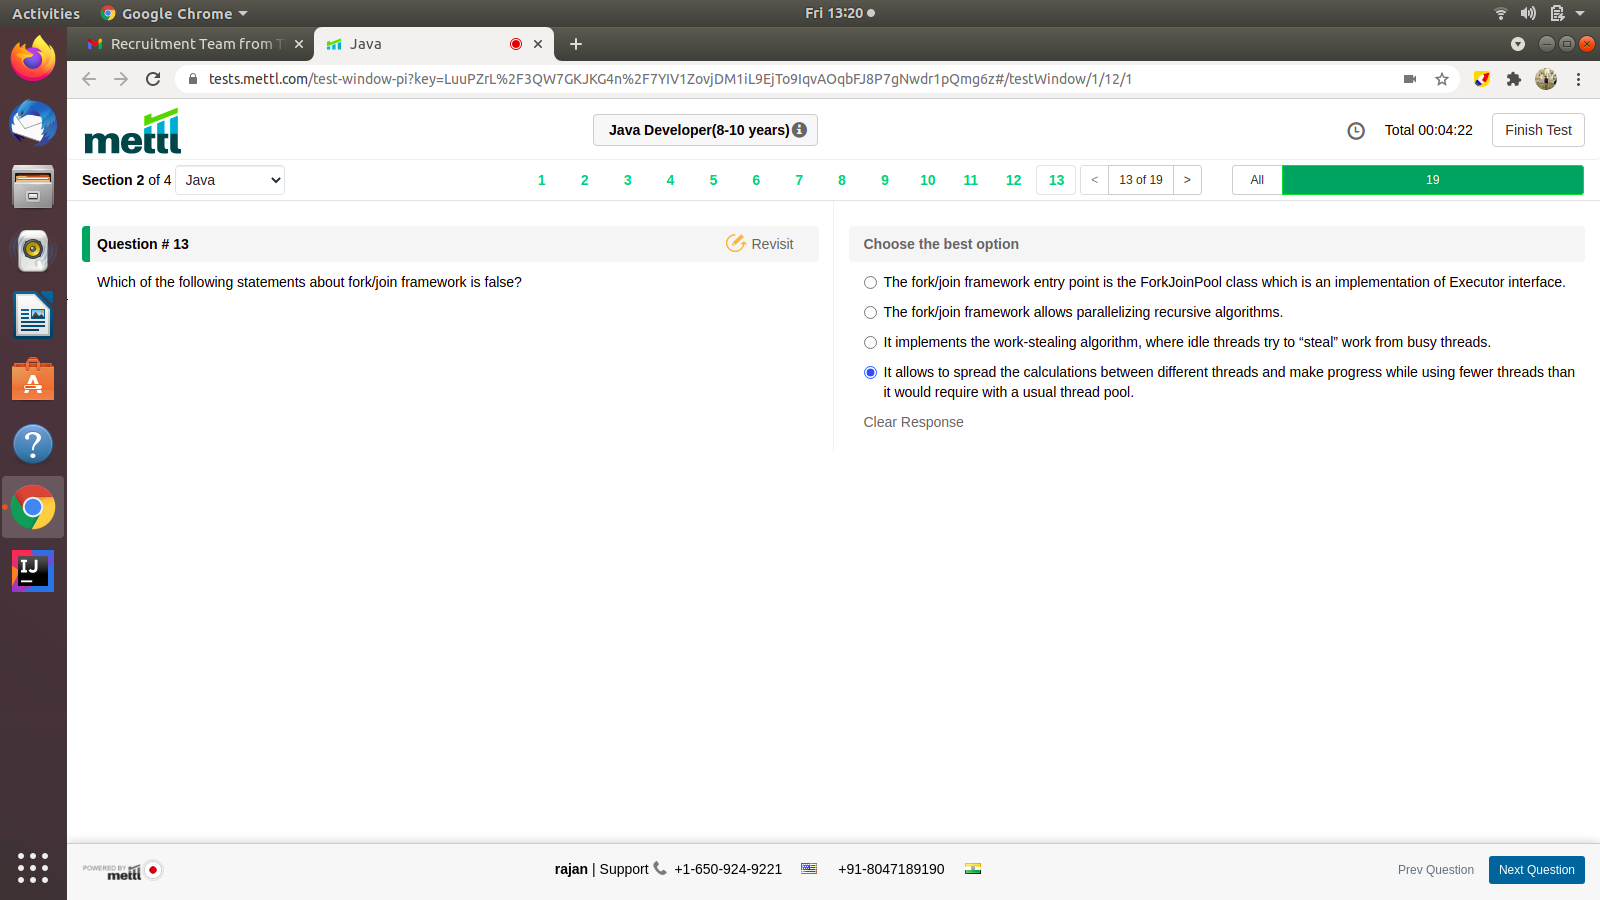 Activities
Google Chrome
Fri 13:20
Recruitment Team from T
Java
tests.mettl.com/test-window-pi?key=LuuPZrL%2F3QW7GKJKG4n%2F7YIV1ZovjDM1iL9EjTo9IqvAOqbFJ8P7gNwdr1pQmg6z#/testWindow/1/12/1
mettl
Java Developer(8-10 years)
Total 00:04:22
Finish Test
Section 2 of 4
Java
1 2 3 4 5 6 7 8 9 10 11 12 13
< 13 of 19 >
All
19
Question # 13
Revisit
Which of the following statements about fork/join framework is false?
Choose the best option
The fork/join framework entry point is the ForkJoinPool class which is an implementation of Executor interface.
The fork/join framework allows parallelizing recursive algorithms.
It implements the work-stealing algorithm, where idle threads try to “steal” work from busy threads.
It allows to spread the calculations between different threads and make progress while using fewer threads than
it would require with a usual thread pool.
Clear Response
IJ
POWERED BY
mettl
rajan | Support +1-650-924-9221 +91-8047189190
Prev Question
Next Question